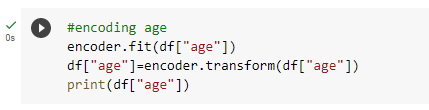 0s
#encoding age
encoder.fit(df["age"])
df["age"]=encoder.transform(df["age"])
print(df["age"])